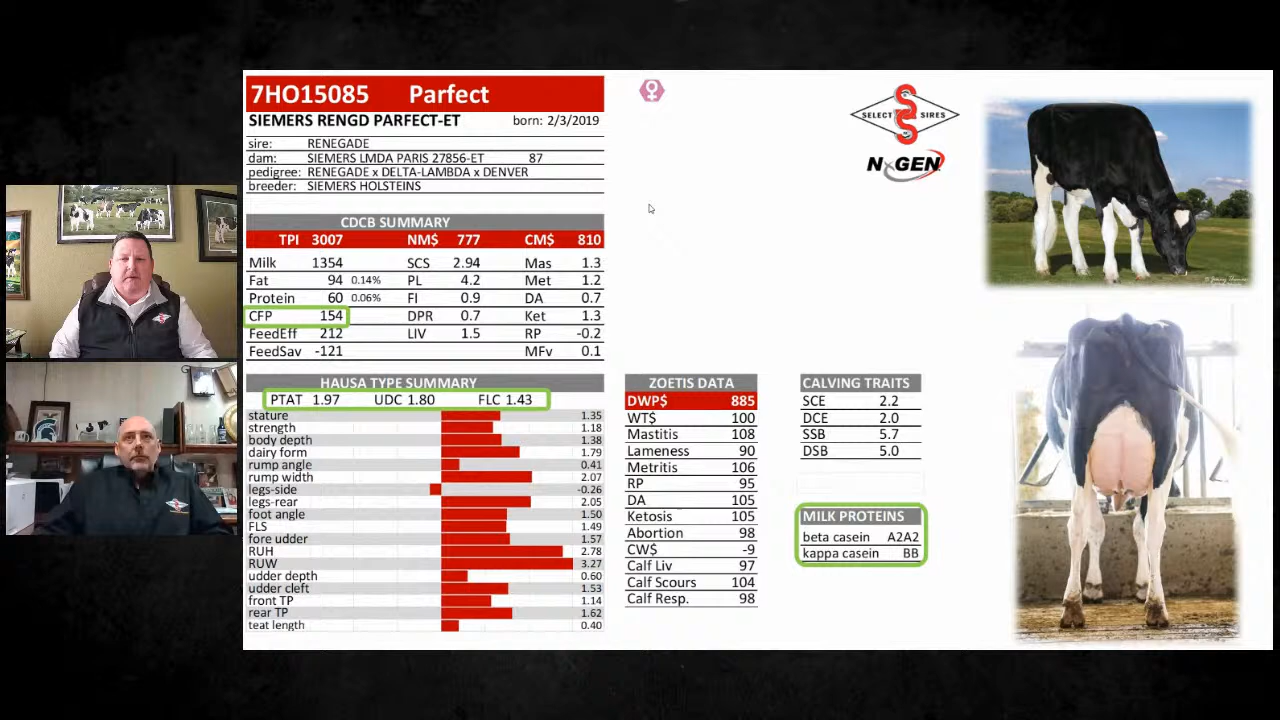 7HO15085 Parfect
SIEMERS RENGD PARFECT-ET born: 2/3/2019
sire: RENEGADE
dam: SIEMERS LMDA PARIS 27856-ET 87
pedigree: RENEGADE x DELTA-LAMBDA x DENVER
breeder: SIEMERS HOLSTEINS
CDCB SUMMARY
TPI 3007 NM$ 777 CM$ 810
Milk 1354 SCS 2.94 Mas 1.3
Fat 94 0.14% PL 4.2 Met 1.2
Protein 60 0.06% FI 0.9 DA 0.7
CFP 154 DPR 0.7 Ket 1.3
FeedEff 212 LIV 1.5 RP -0.2
FeedSav -121 MFv 0.1
HAUSA TYPE SUMMARY
PTAT 1.97 UDC 1.80 FLC 1.43
stature 1.35
strength 1.18
body depth 1.38
dairy form 1.79
rump angle 0.41
rump width 2.07
legs-side -0.26
legs-rear 2.05
foot angle 1.50
FLS 1.49
fore udder 1.57
RUH 2.78
RUW 3.27
udder depth 0.60
udder cleft 1.53
front TP 1.14
rear TP 1.62
teat length 0.40
ZOETIS DATA
DWP$ 885
WT$ 100
Mastitis 108
Lameness 90
Metritis 106
RP 95
DA 105
Ketosis 105
Abortion 98
CW$ -9
Calf Liv 97
Calf Scours 104
Calf Resp. 98
CALVING TRAITS
SCE 2.2
DCE 2.0
SSB 5.7
DSB 5.0
MILK PROTEINS
beta casein A2A2
kappa casein BB
SELECT SIRES
NxGEN